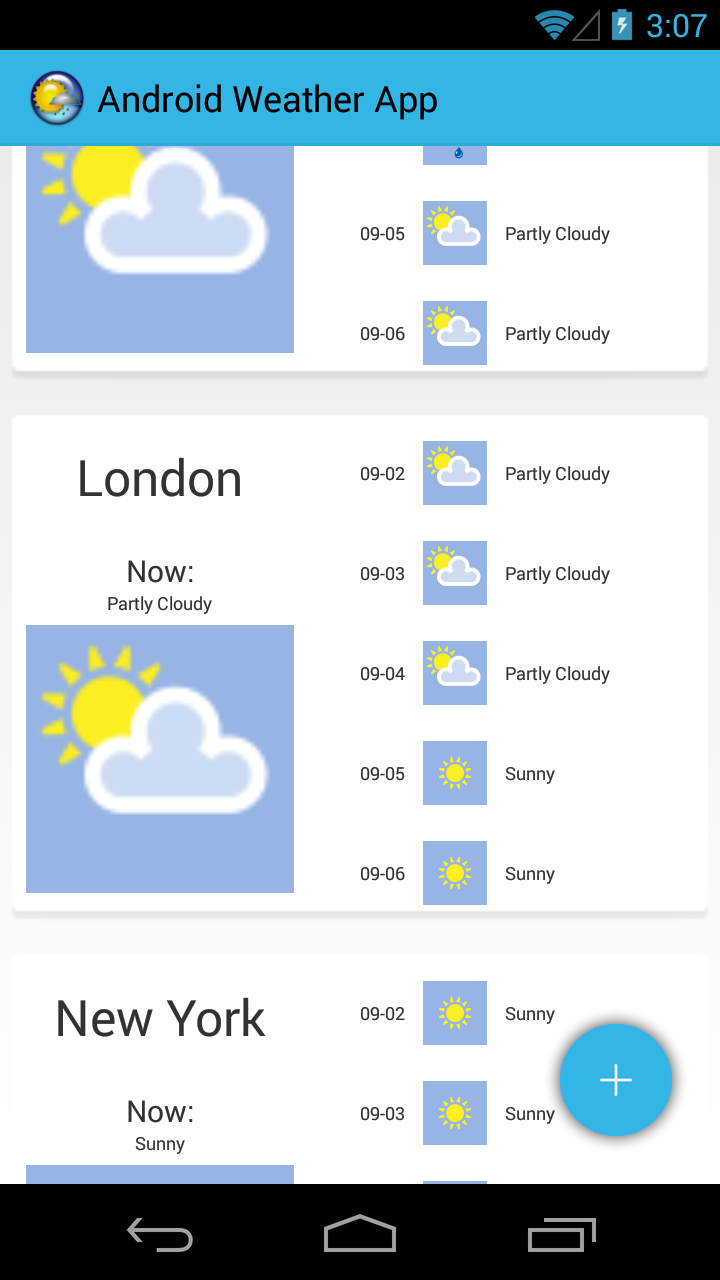 3:07
Android Weather App
09-05 Partly Cloudy
09-06 Partly Cloudy
London
Now:
Partly Cloudy
09-02 Partly Cloudy
09-03 Partly Cloudy
09-04 Partly Cloudy
09-05 Sunny
09-06 Sunny
New York
Now:
Sunny
09-02 Sunny
09-03 Sunny